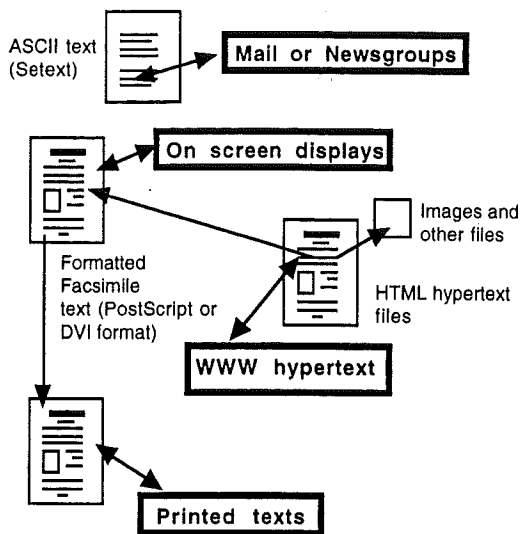 ASCII text
(Setext)
Mail or Newsgroups
On screen displays
Images and
other files
Formatted
Facsimile
text (PostScript or
DVI format)
HTML hypertext
files
WWW hypertext
Printed texts